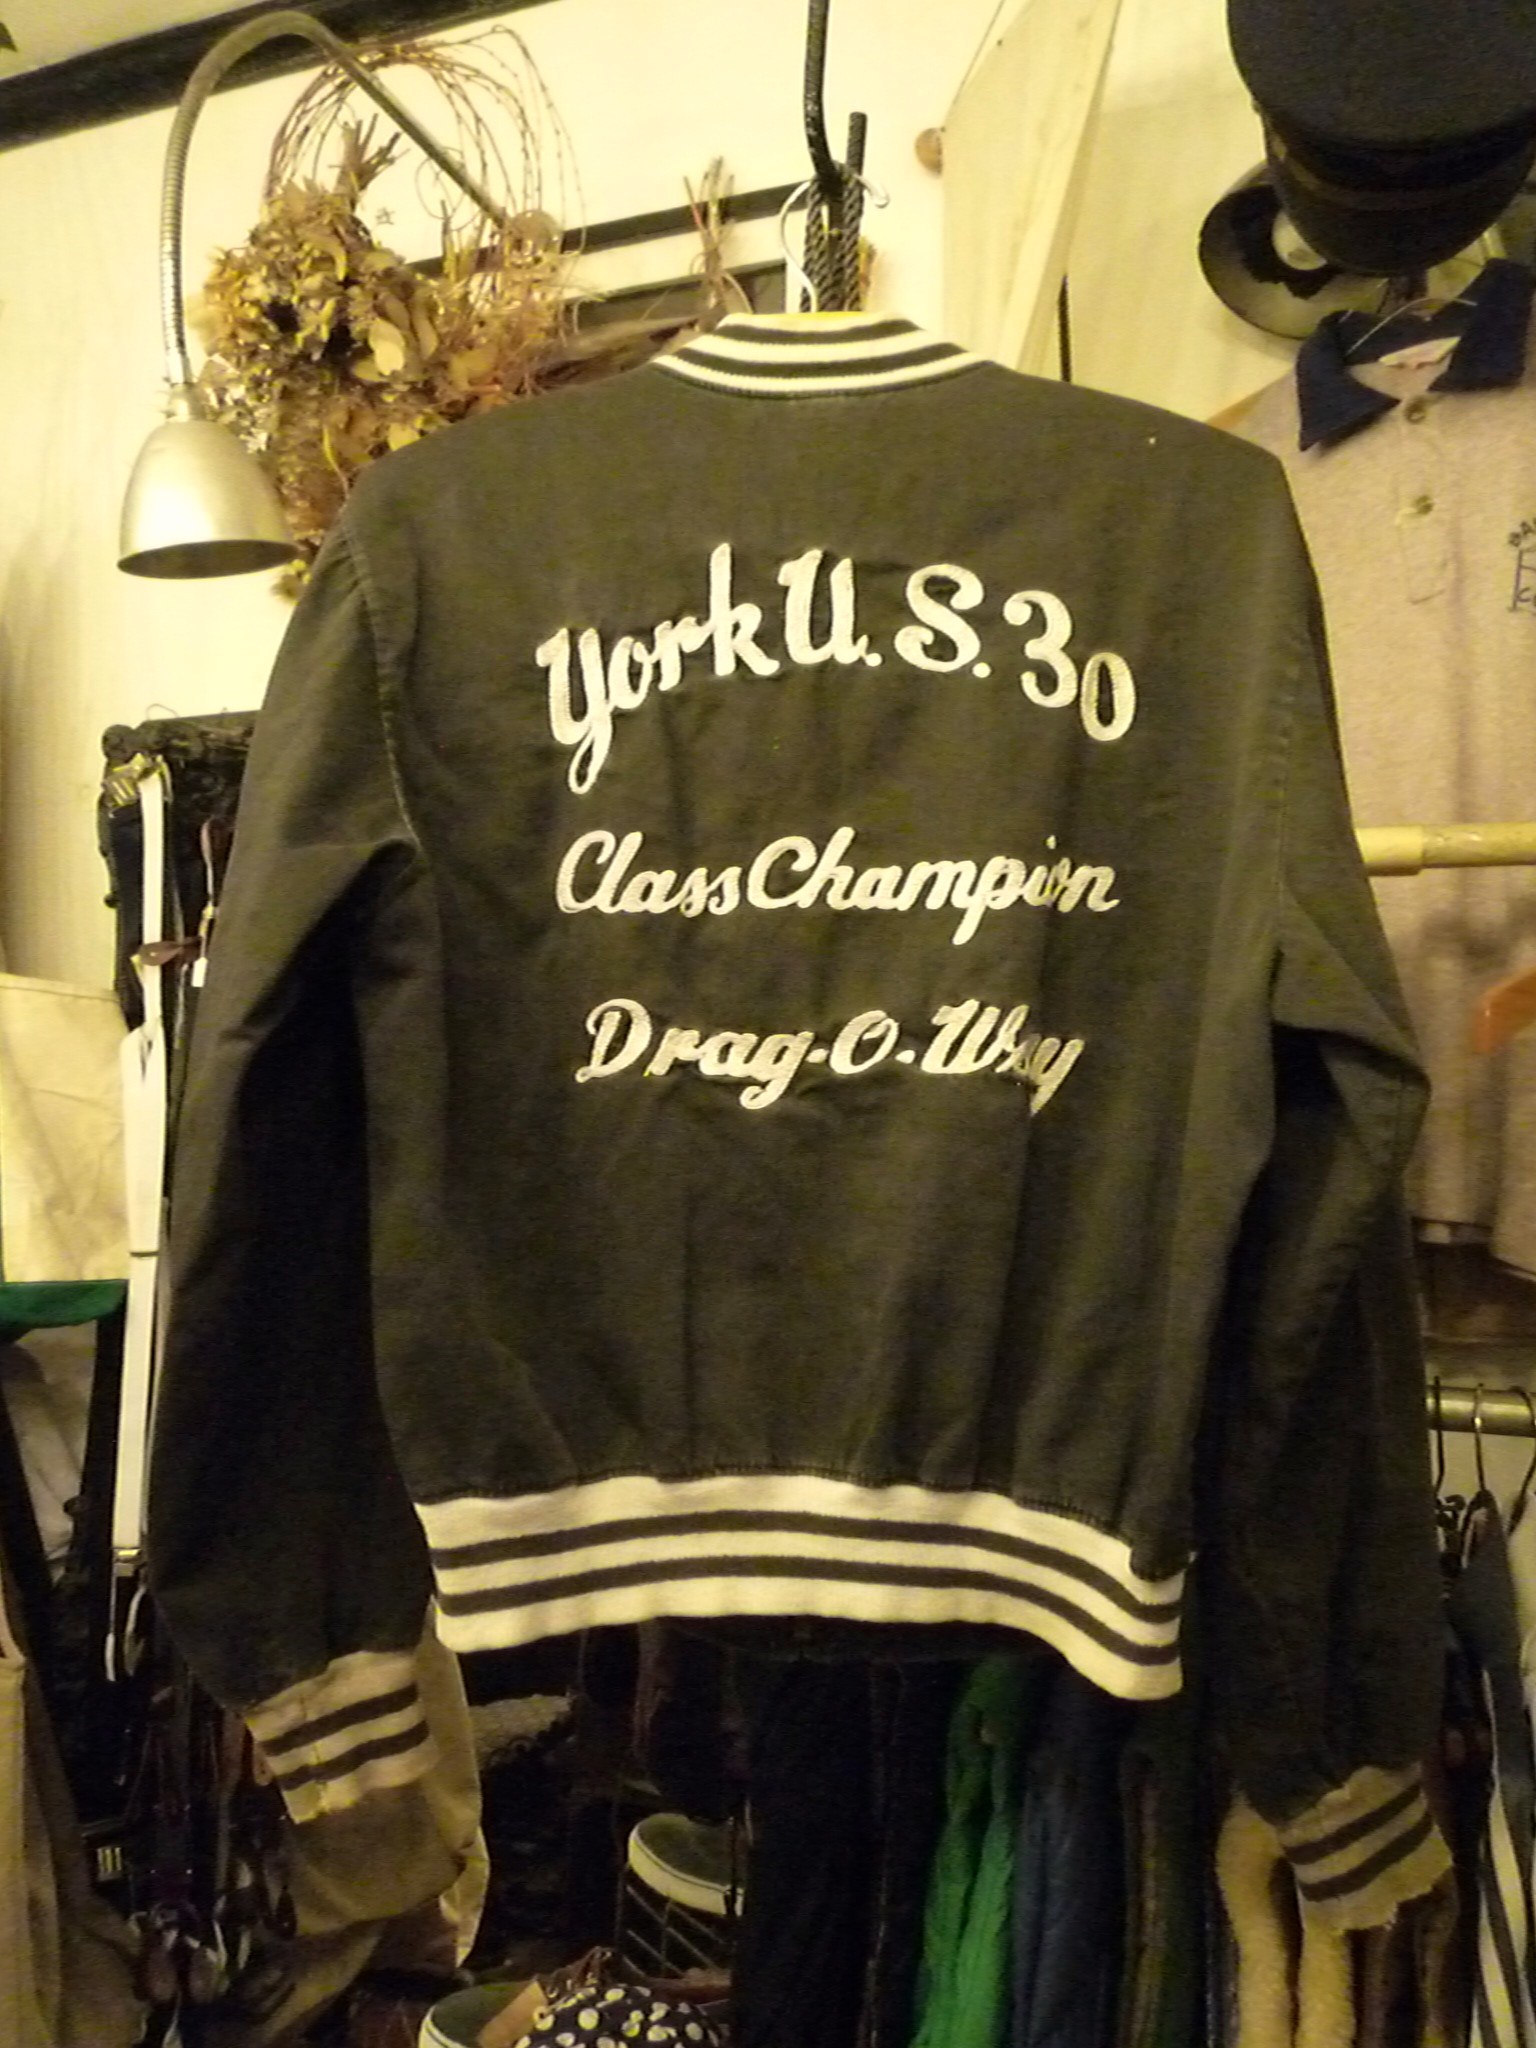 York U.S. 30
Class Champion
Drag-O-Way